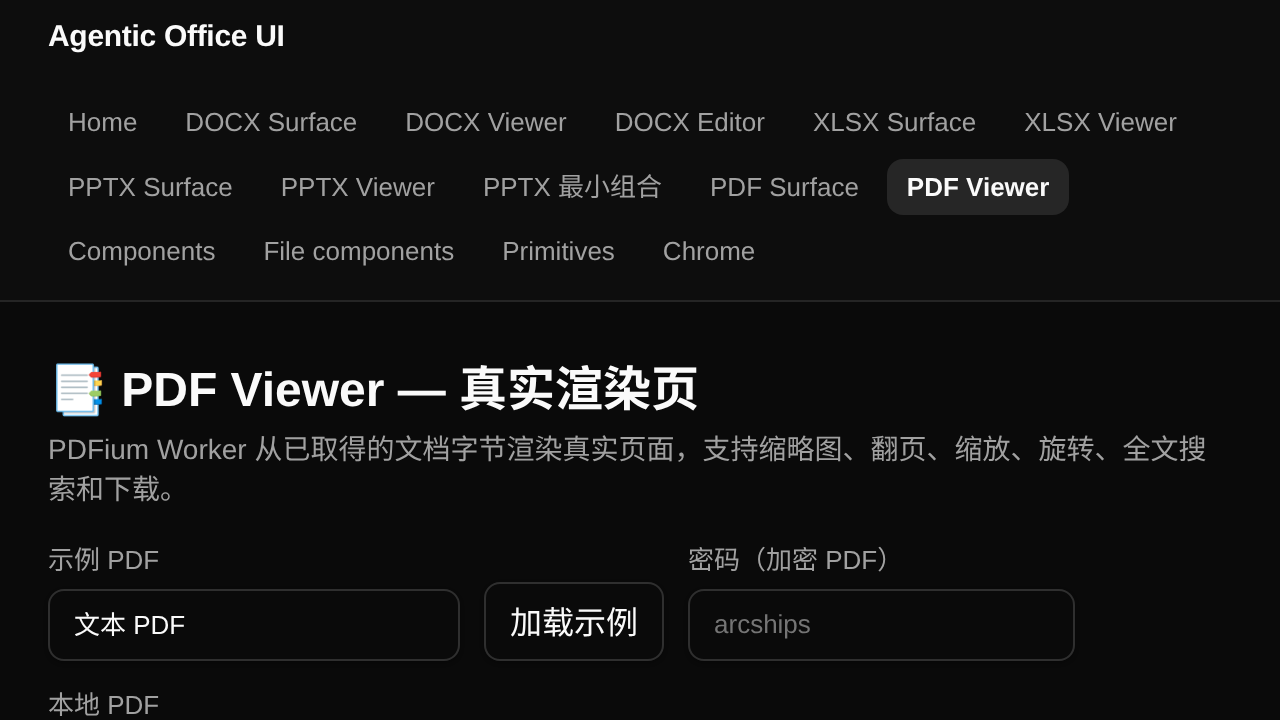 Agentic Office UI
Home DOCX Surface DOCX Viewer DOCX Editor XLSX Surface XLSX Viewer
PPTX Surface PPTX Viewer PPTX 最小组合 PDF Surface PDF Viewer
Components File components Primitives Chrome
PDF Viewer — 真实渲染页
PDFium Worker 从已取得的文档字节渲染真实页面，支持缩略图、翻页、缩放、旋转、全文搜
索和下载。
示例 PDF 密码（加密 PDF）
文本 PDF 加载示例 arcships
本地 PDF